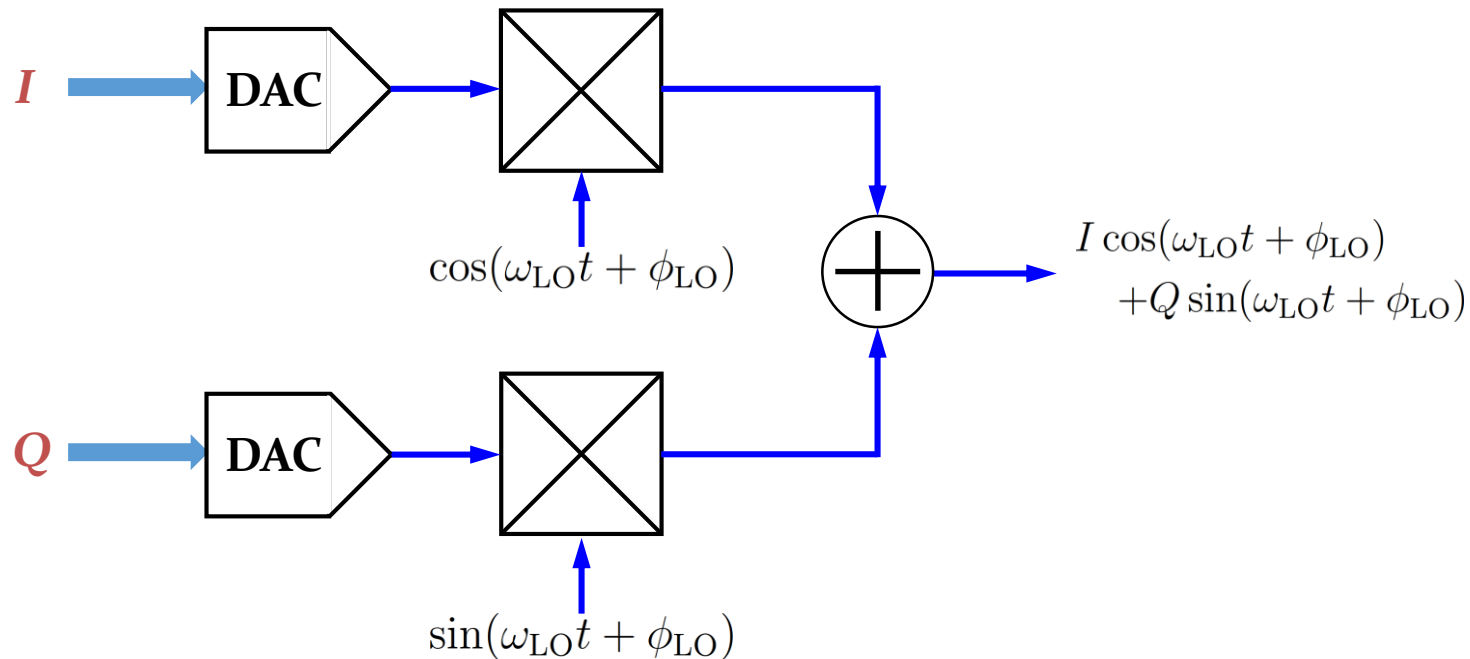 I
DAC
cos(ω_LO t + ϕ_LO)
I cos(ω_LO t + ϕ_LO)
+Q sin(ω_LO t + ϕ_LO)
Q
DAC
sin(ω_LO t + ϕ_LO)